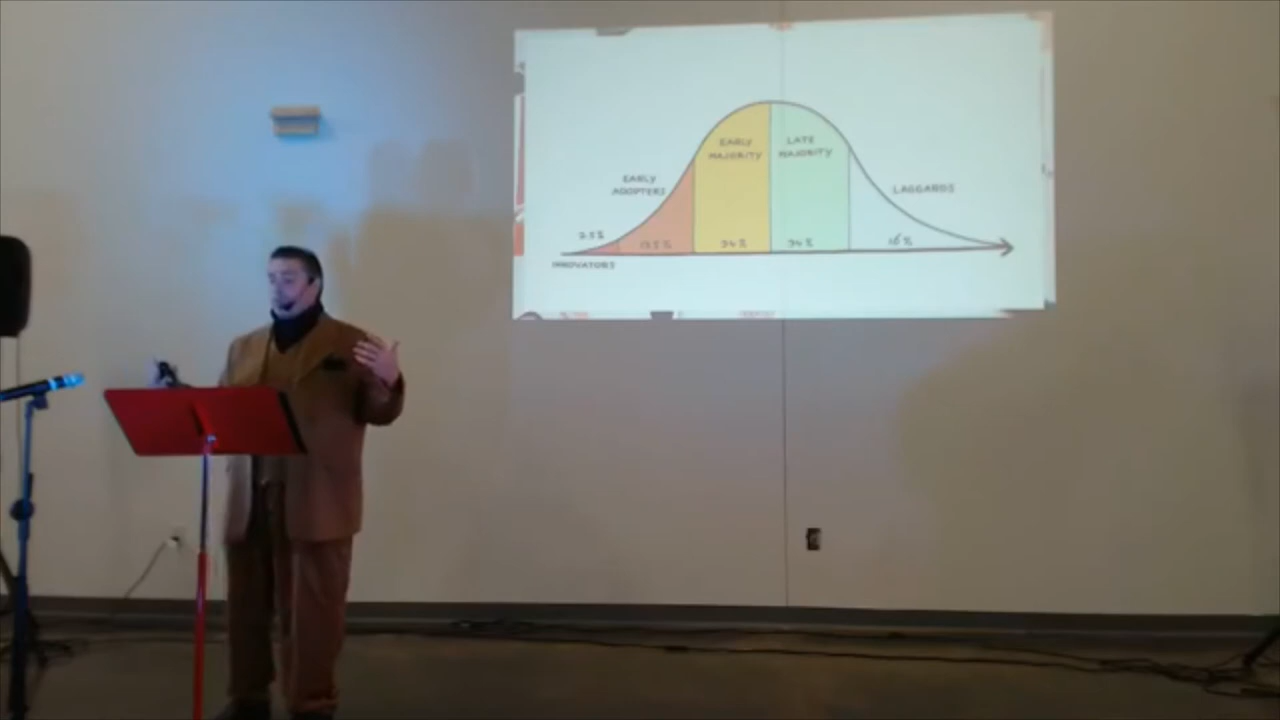 EARLY
MAJORITY
LATE
MAJORITY
EARLY
ADOPTERS
LAGGARDS
2.5%
13.5%
34%
34%
16%
INNOVATORS